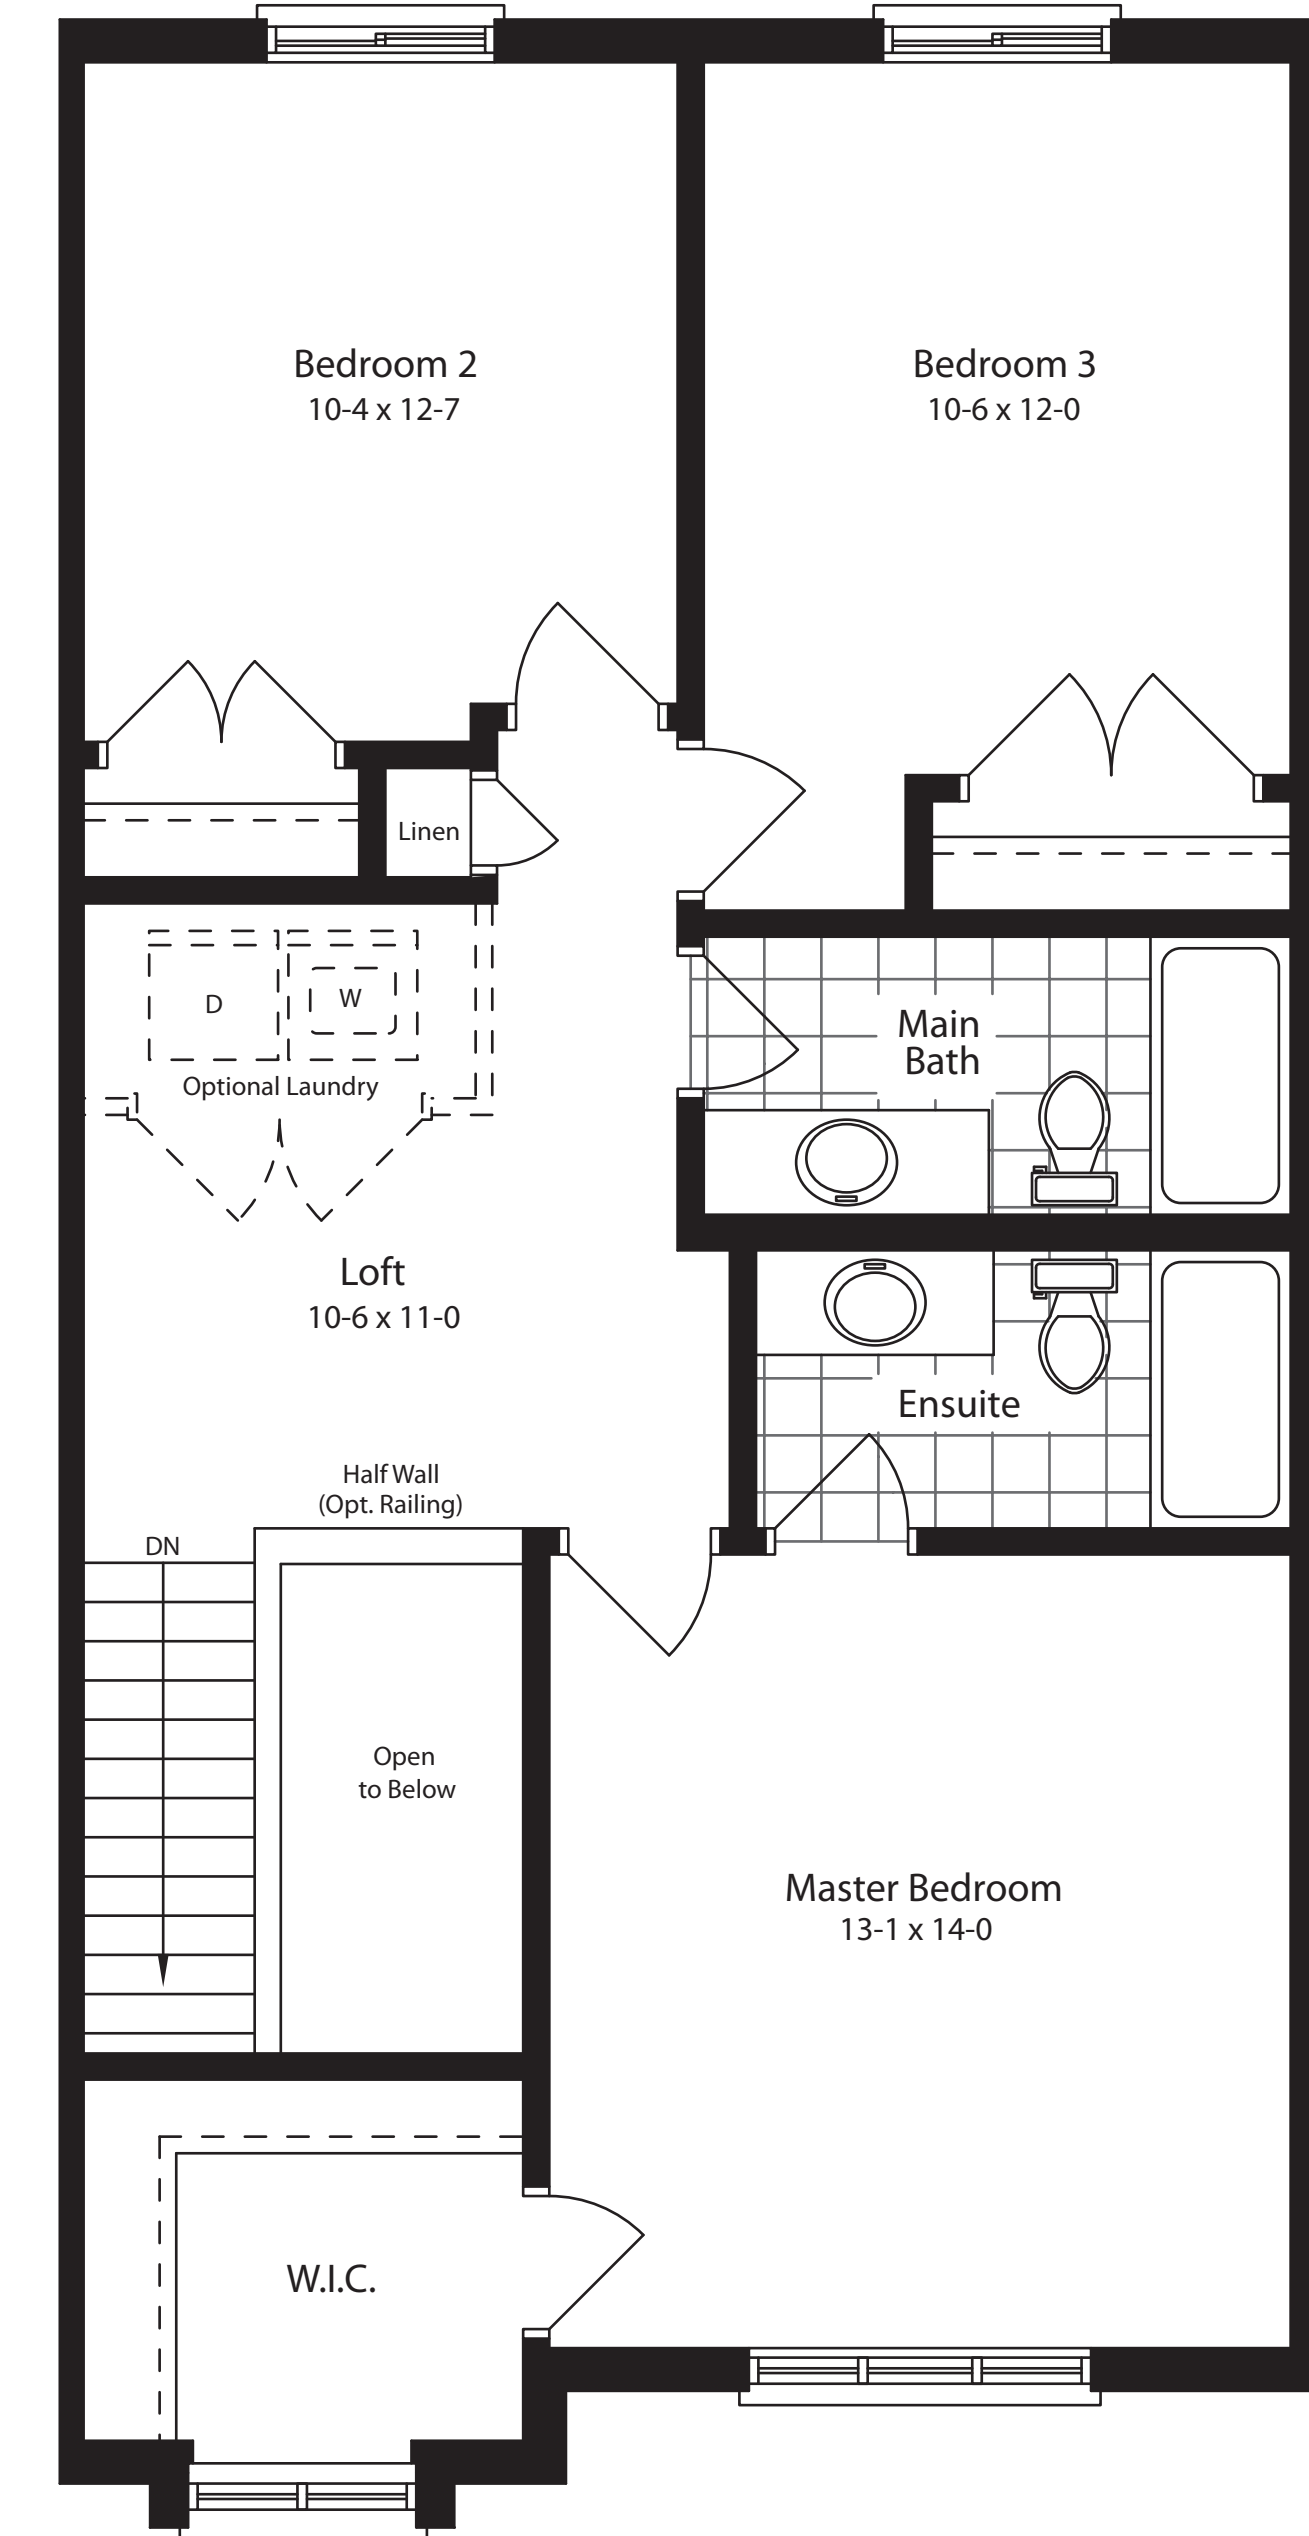 Bedroom 2
10-4 x 12-7
Bedroom 3
10-6 x 12-0
Linen
D
W
Optional Laundry
Main
Bath
Loft
10-6 x 11-0
Ensuite
Half Wall
(Opt. Railing)
DN
Open
to Below
Master Bedroom
13-1 x 14-0
W.I.C.